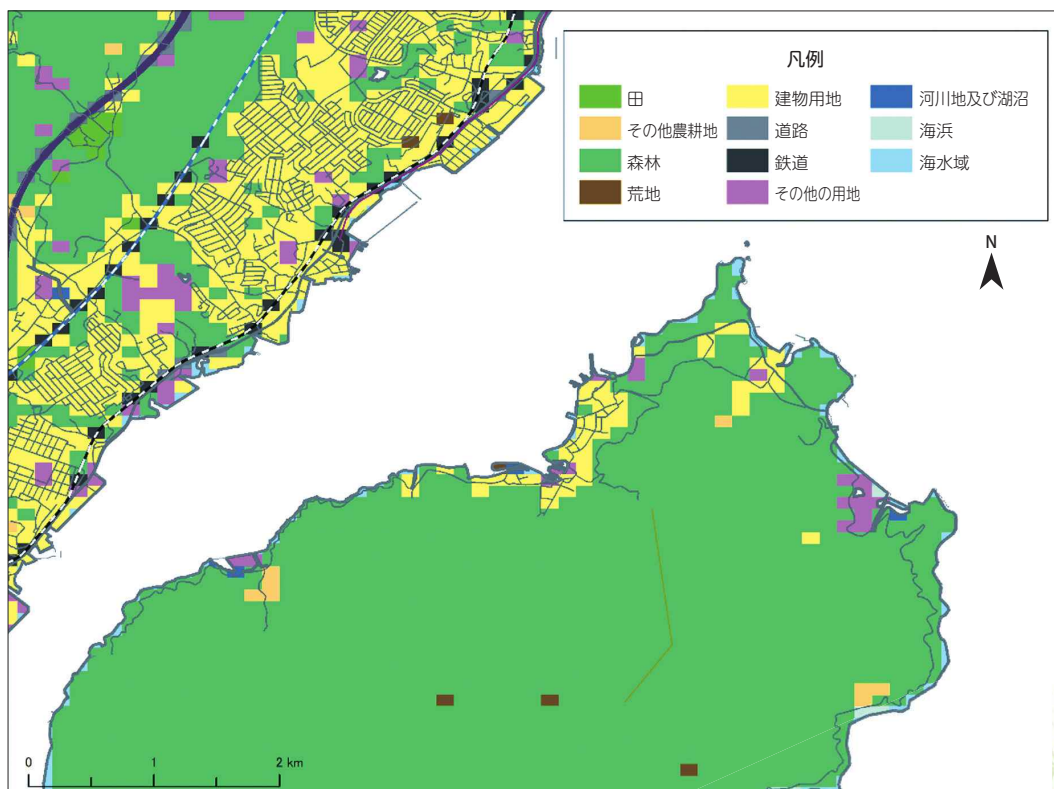 凡例
田
建物用地
河川地及び湖沼
その他農耕地
道路
海浜
森林
鉄道
海水域
荒地
その他の用地
N
0 1 2 km